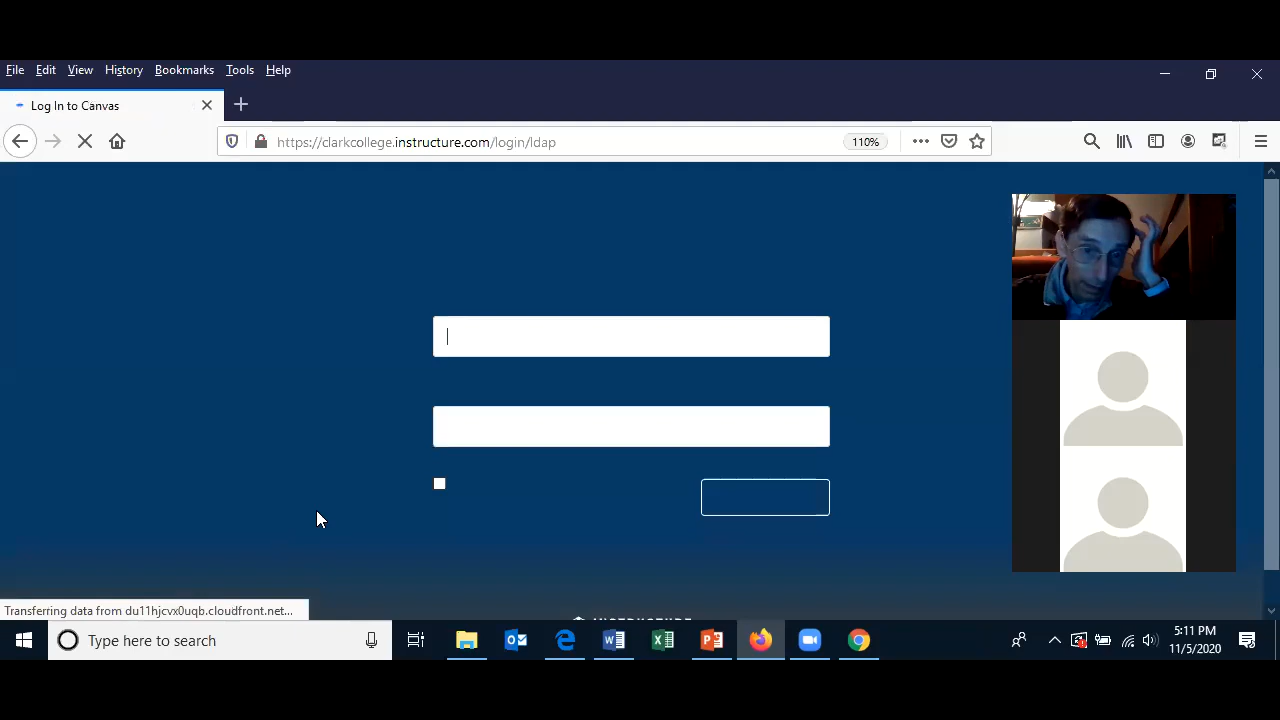 File Edit View History Bookmarks Tools Help
Log In to Canvas
https://clarkcollege.instructure.com/login/ldap
110%
Transferring data from du11hjcvx0uqb.cloudfront.net...
INSTRUCTURE
Type here to search
5:11 PM
11/5/2020